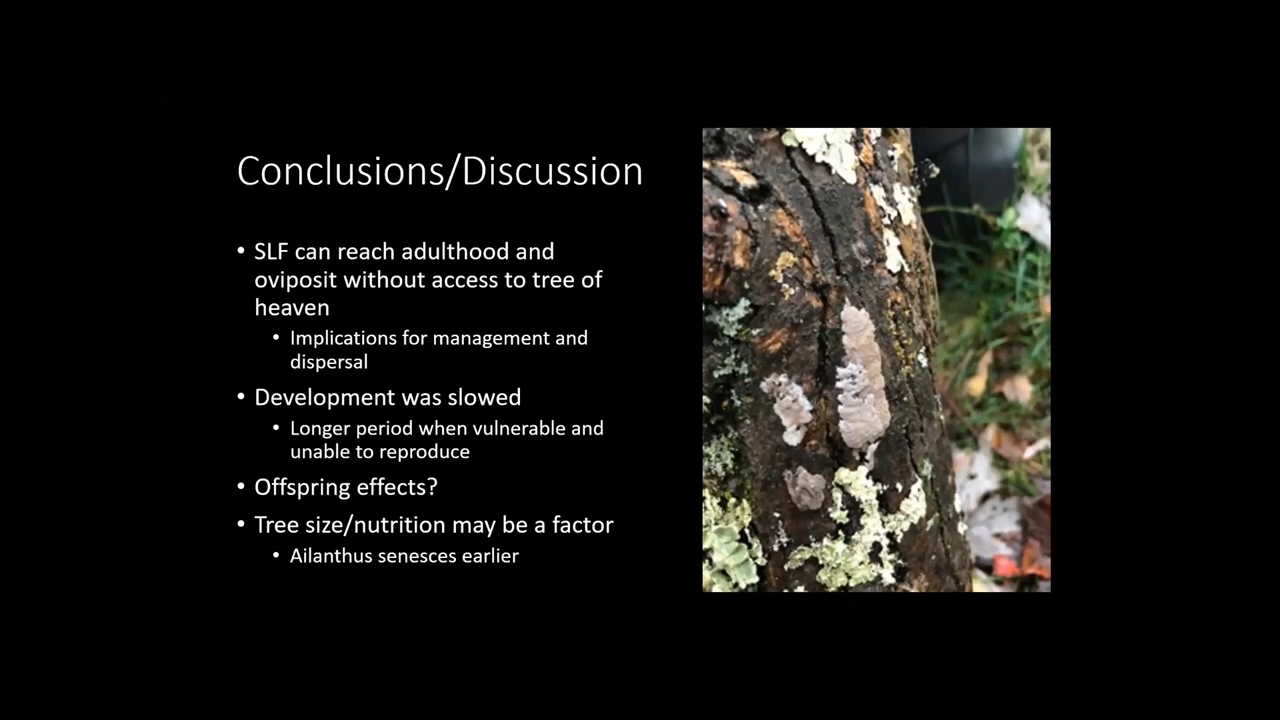 Conclusions/Discussion
• SLF can reach adulthood and
oviposit without access to tree of
heaven
• Implications for management and
dispersal
• Development was slowed
• Longer period when vulnerable and
unable to reproduce
• Offspring effects?
• Tree size/nutrition may be a factor
• Ailanthus senesces earlier